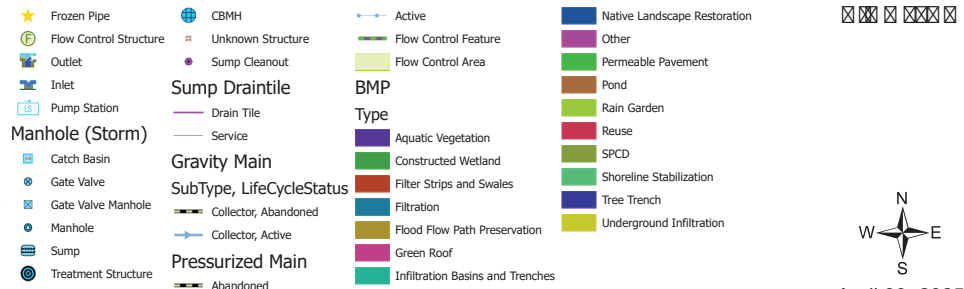 Frozen Pipe
F Flow Control Structure
Outlet
Inlet
LS Pump Station
Manhole (Storm)
Catch Basin
Gate Valve
Gate Valve Manhole
Manhole
Sump
Treatment Structure
CBMH
Unknown Structure
Sump Cleanout
Sump Draintile
Drain Tile
Service
Gravity Main
SubType, LifeCycleStatus
Collector, Abandoned
Collector, Active
Pressurized Main
Abandoned
Active
Flow Control Feature
Flow Control Area
BMP
Type
Aquatic Vegetation
Constructed Wetland
Filter Strips and Swales
Filtration
Flood Flow Path Preservation
Green Roof
Infiltration Basins and Trenches
Native Landscape Restoration
Other
Permeable Pavement
Pond
Rain Garden
Reuse
SPCD
Shoreline Stabilization
Tree Trench
Underground Infiltration
N
W E
S